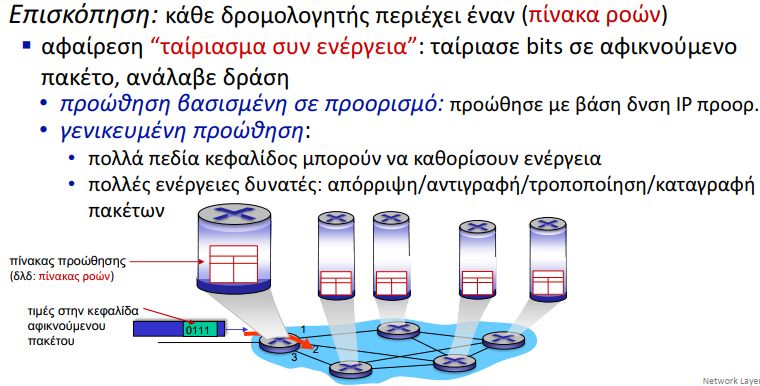 Επισκόπηση: κάθε δρομολογητής περιέχει έναν (πίνακα ροών)
▪ αφαίρεση “ταίριασμα συν ενέργεια”: ταίριασε bits σε αφικνούμενο
πακέτο, ανάλαβε δράση
• προώθηση βασισμένη σε προορισμό: προώθησε με βάση δνση IP προορ.
• γενικευμένη προώθηση:
• πολλά πεδία κεφαλίδος μπορούν να καθορίσουν ενέργεια
• πολλές ενέργειες δυνατές: απόρριψη/αντιγραφή/τροποποίηση/καταγραφή
πακέτων
πίνακας προώθησης
(δλδ: πίνακας ροών)
τιμές στην κεφαλίδα
αφικνούμενου
πακέτου
0111
1
2
3
Network Layer